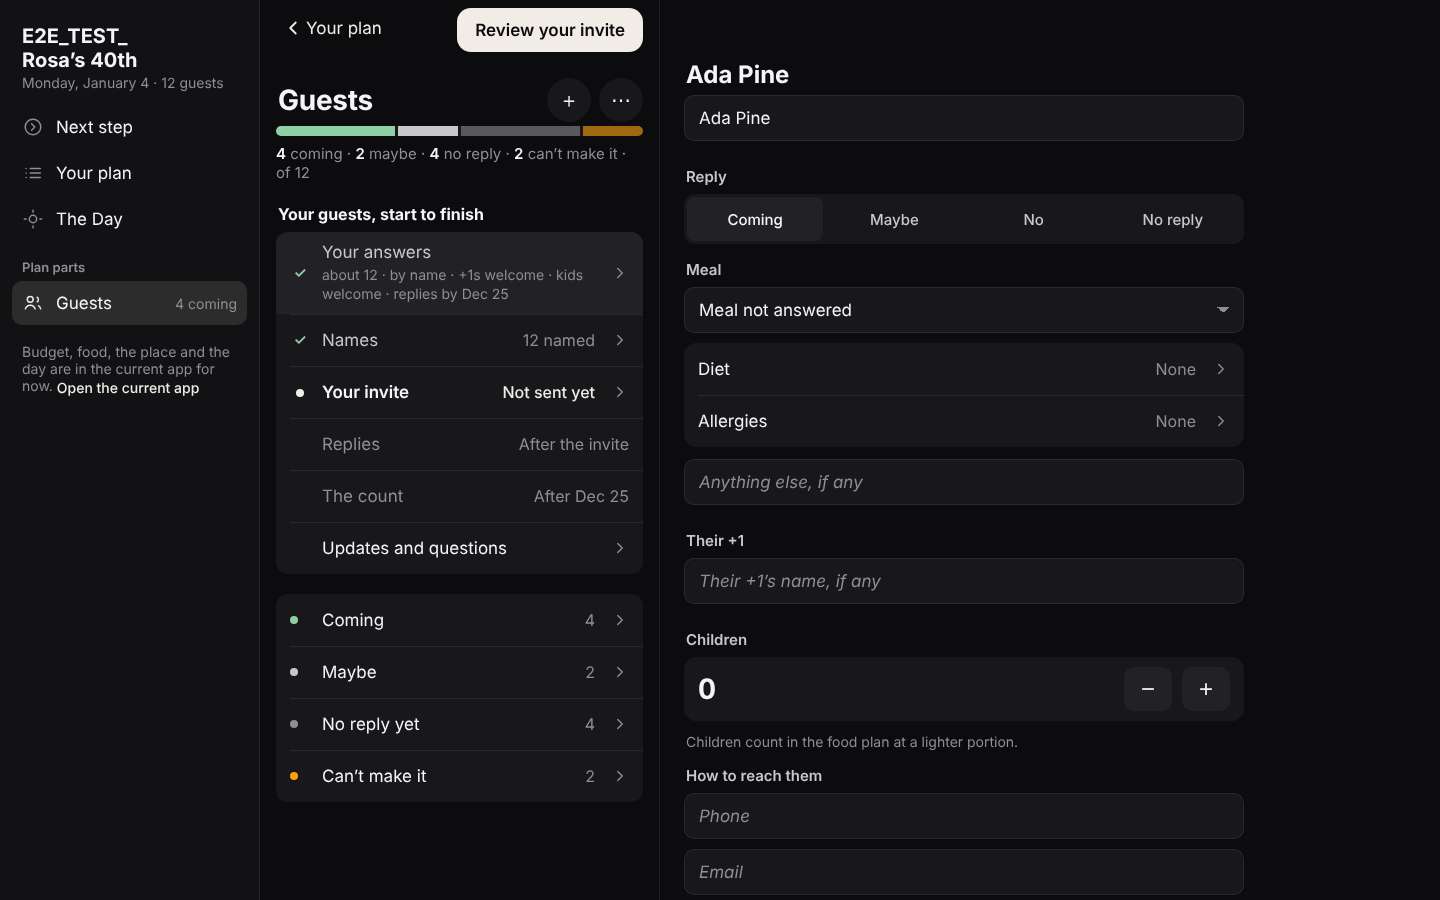 E2E_TEST_
Rosa’s 40th
Monday, January 4 · 12 guests
Next step
Your plan
The Day
Plan parts
Guests 4 coming
Budget, food, the place and the
day are in the current app for
now. Open the current app
Your plan
Review your invite
Guests
4 coming · 2 maybe · 4 no reply · 2 can’t make it ·
of 12
Your guests, start to finish
Your answers
about 12 · by name · +1s welcome · kids
welcome · replies by Dec 25
Names 12 named
Your invite Not sent yet
Replies After the invite
The count After Dec 25
Updates and questions
Coming 4
Maybe 2
No reply yet 4
Can’t make it 2
Ada Pine
Ada Pine
Reply
Coming Maybe No No reply
Meal
Meal not answered
Diet None
Allergies None
Anything else, if any
Their +1
Their +1’s name, if any
Children
0
Children count in the food plan at a lighter portion.
How to reach them
Phone
Email